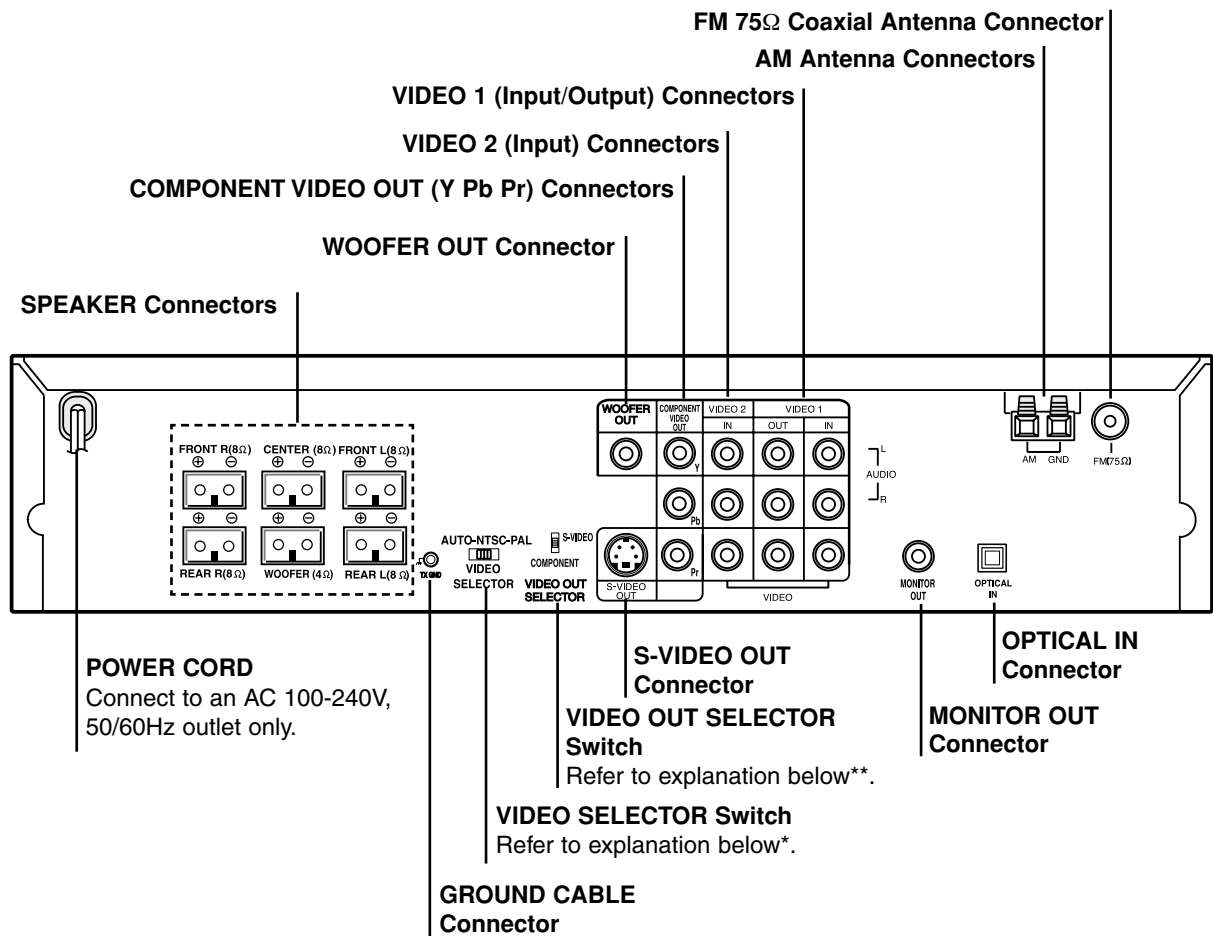 FM 75Ω Coaxial Antenna Connector
AM Antenna Connectors
VIDEO 1 (Input/Output) Connectors
VIDEO 2 (Input) Connectors
COMPONENT VIDEO OUT (Y Pb Pr) Connectors
WOOFER OUT Connector
SPEAKER Connectors
FRONT R(8Ω) CENTER (8Ω) FRONT L(8Ω)
⊕ ⊖ ⊕ ⊖ ⊕ ⊖
⊕ ⊖ ⊕ ⊖ ⊕ ⊖
REAR R(8Ω) WOOFER (4Ω) REAR L(8Ω)
TX GND
AUTO-NTSC-PAL
VIDEO
SELECTOR
S-VIDEO
COMPONENT
VIDEO OUT
SELECTOR
WOOFER
OUT
COMPONENT
VIDEO
OUT
VIDEO 2
IN
VIDEO 1
OUT IN
Y
Pb
Pr
S-VIDEO
OUT
VIDEO
L
AUDIO
R
AM GND
FM(75Ω)
MONITOR
OUT
OPTICAL
IN
POWER CORD
Connect to an AC 100-240V,
50/60Hz outlet only.
S-VIDEO OUT
Connector
OPTICAL IN
Connector
VIDEO OUT SELECTOR
Switch
Refer to explanation below**.
MONITOR OUT
Connector
VIDEO SELECTOR Switch
Refer to explanation below*.
GROUND CABLE
Connector